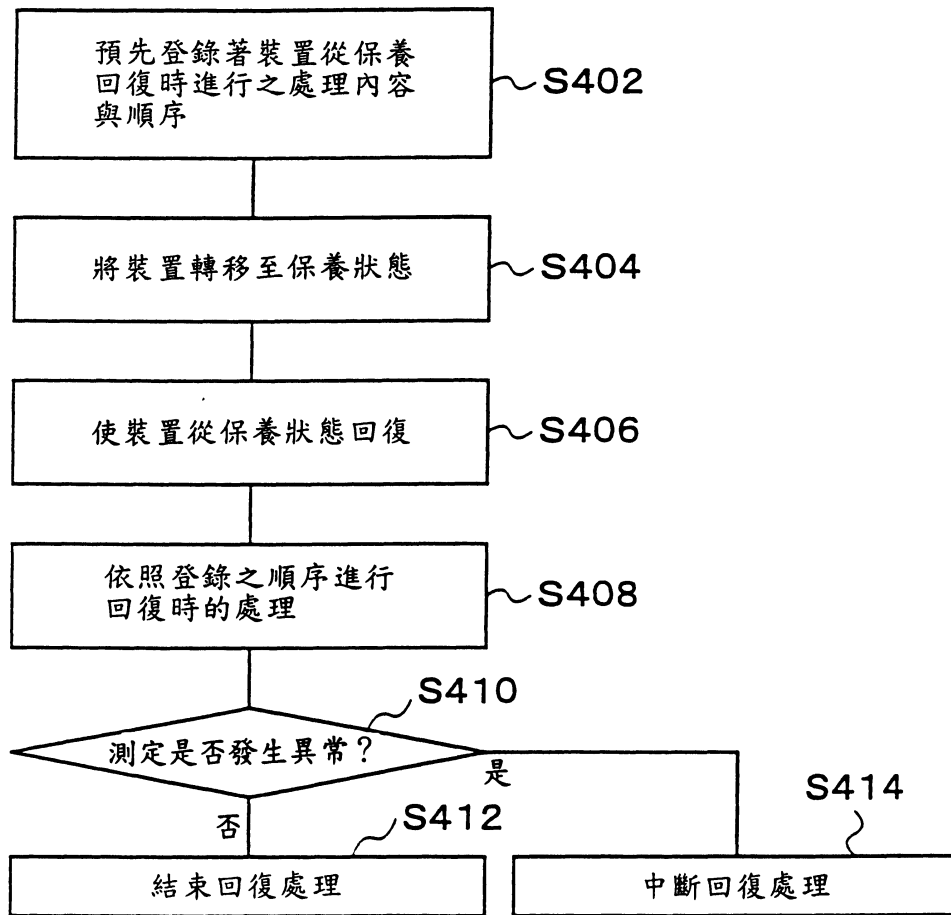 預先登錄著裝置從保養
回復時進行之處理內容
與順序
S402
將裝置轉移至保養狀態
S404
使裝置從保養狀態回復
S406
依照登錄之順序進行
回復時的處理
S408
S410
測定是否發生異常？
是
否
S412
S414
結束回復處理
中斷回復處理